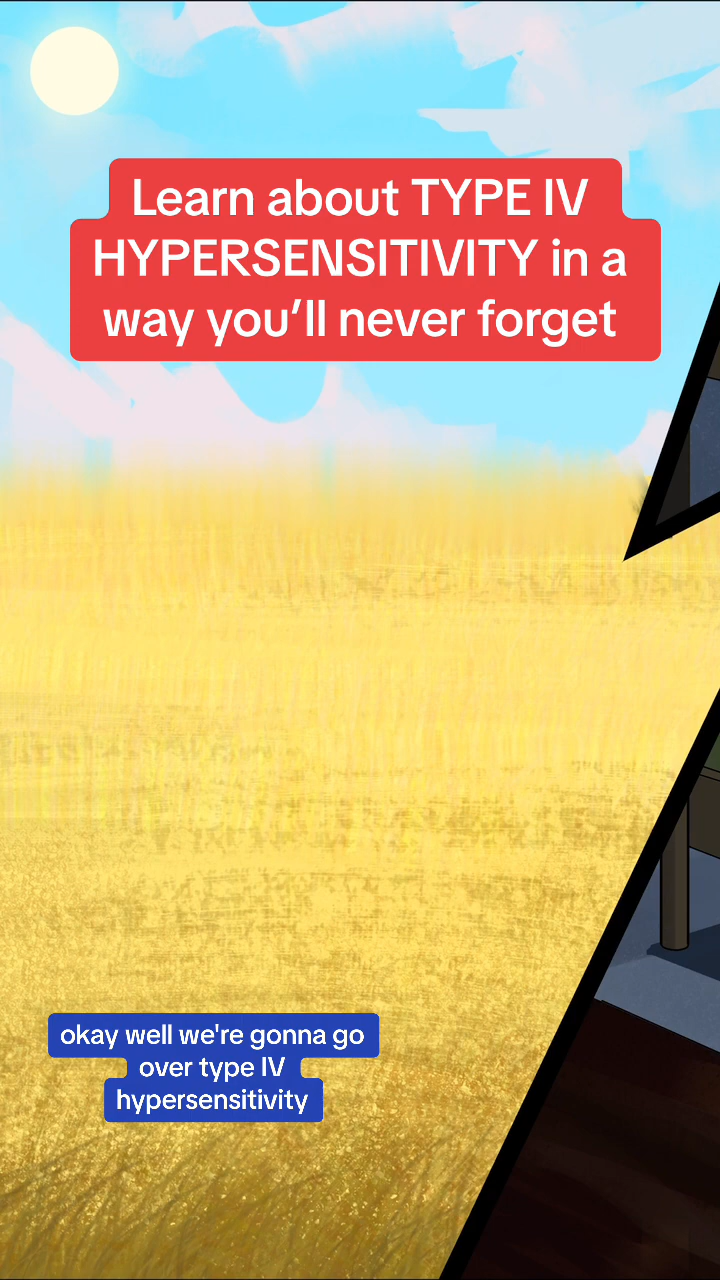 Learn about TYPE IV
HYPERSENSITIVITY in a
way you’ll never forget
okay well we're gonna go
over type IV
hypersensitivity